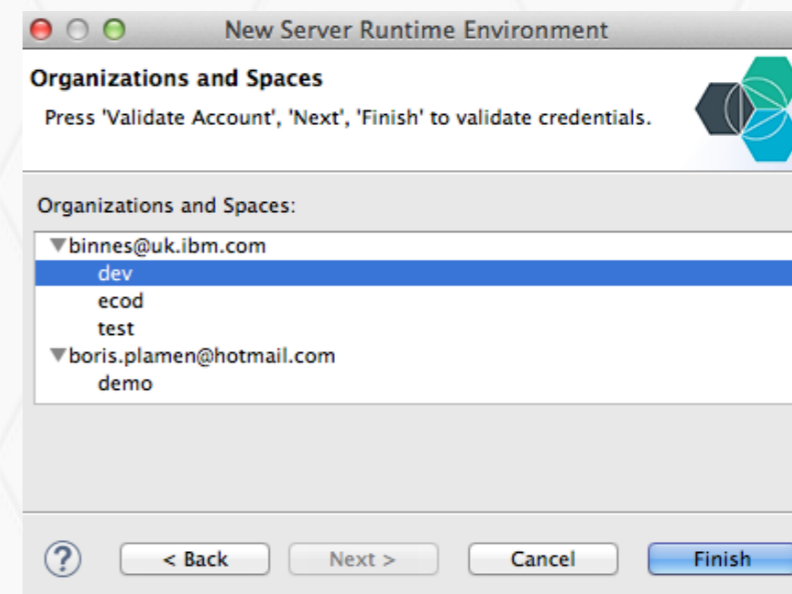 New Server Runtime Environment
Organizations and Spaces
Press 'Validate Account', 'Next', 'Finish' to validate credentials.
Organizations and Spaces:
binnes@uk.ibm.com
dev
ecod
test
boris.plamen@hotmail.com
demo
? < Back Next > Cancel Finish